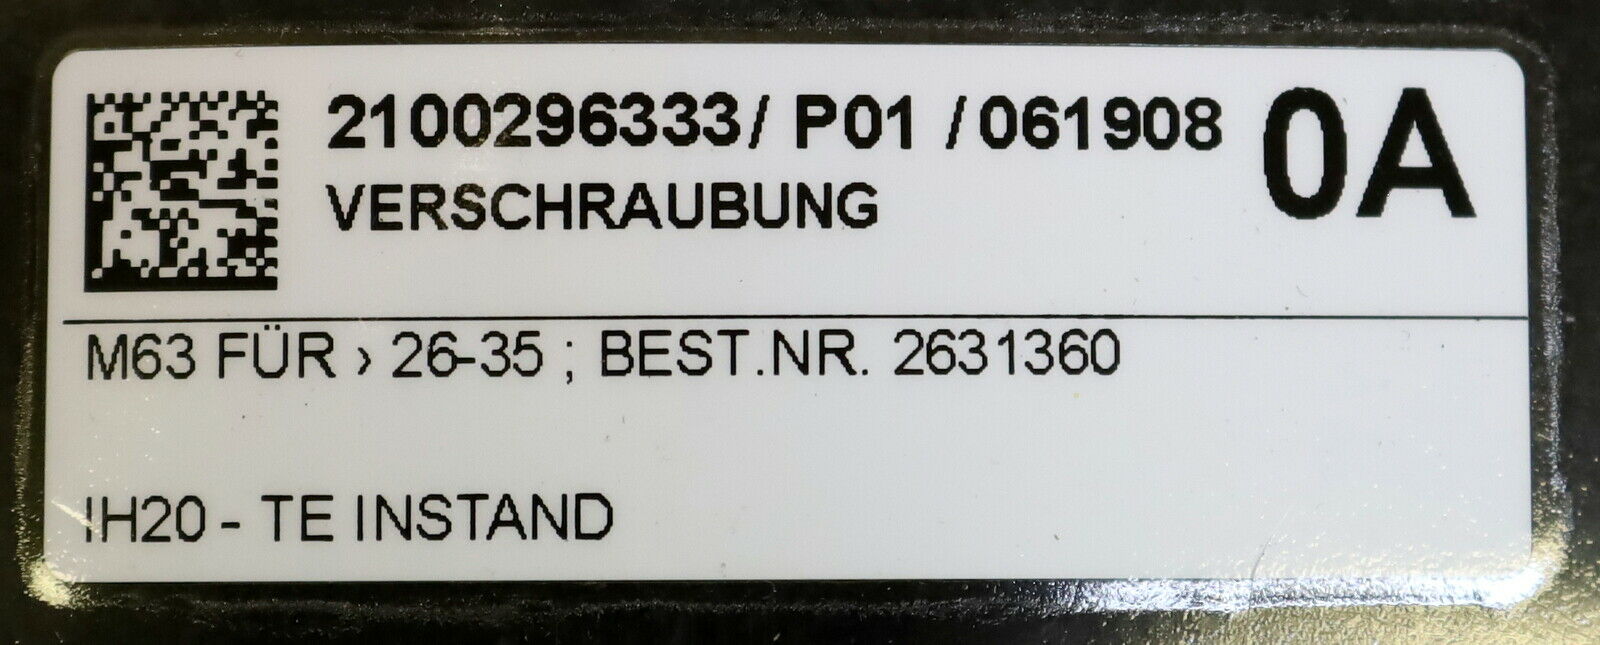 2100296333/ P01 /061908 0A
VERSCHRAUBUNG
M63 FÜR › 26-35 ; BEST.NR. 2631360
IH20 - TE INSTAND